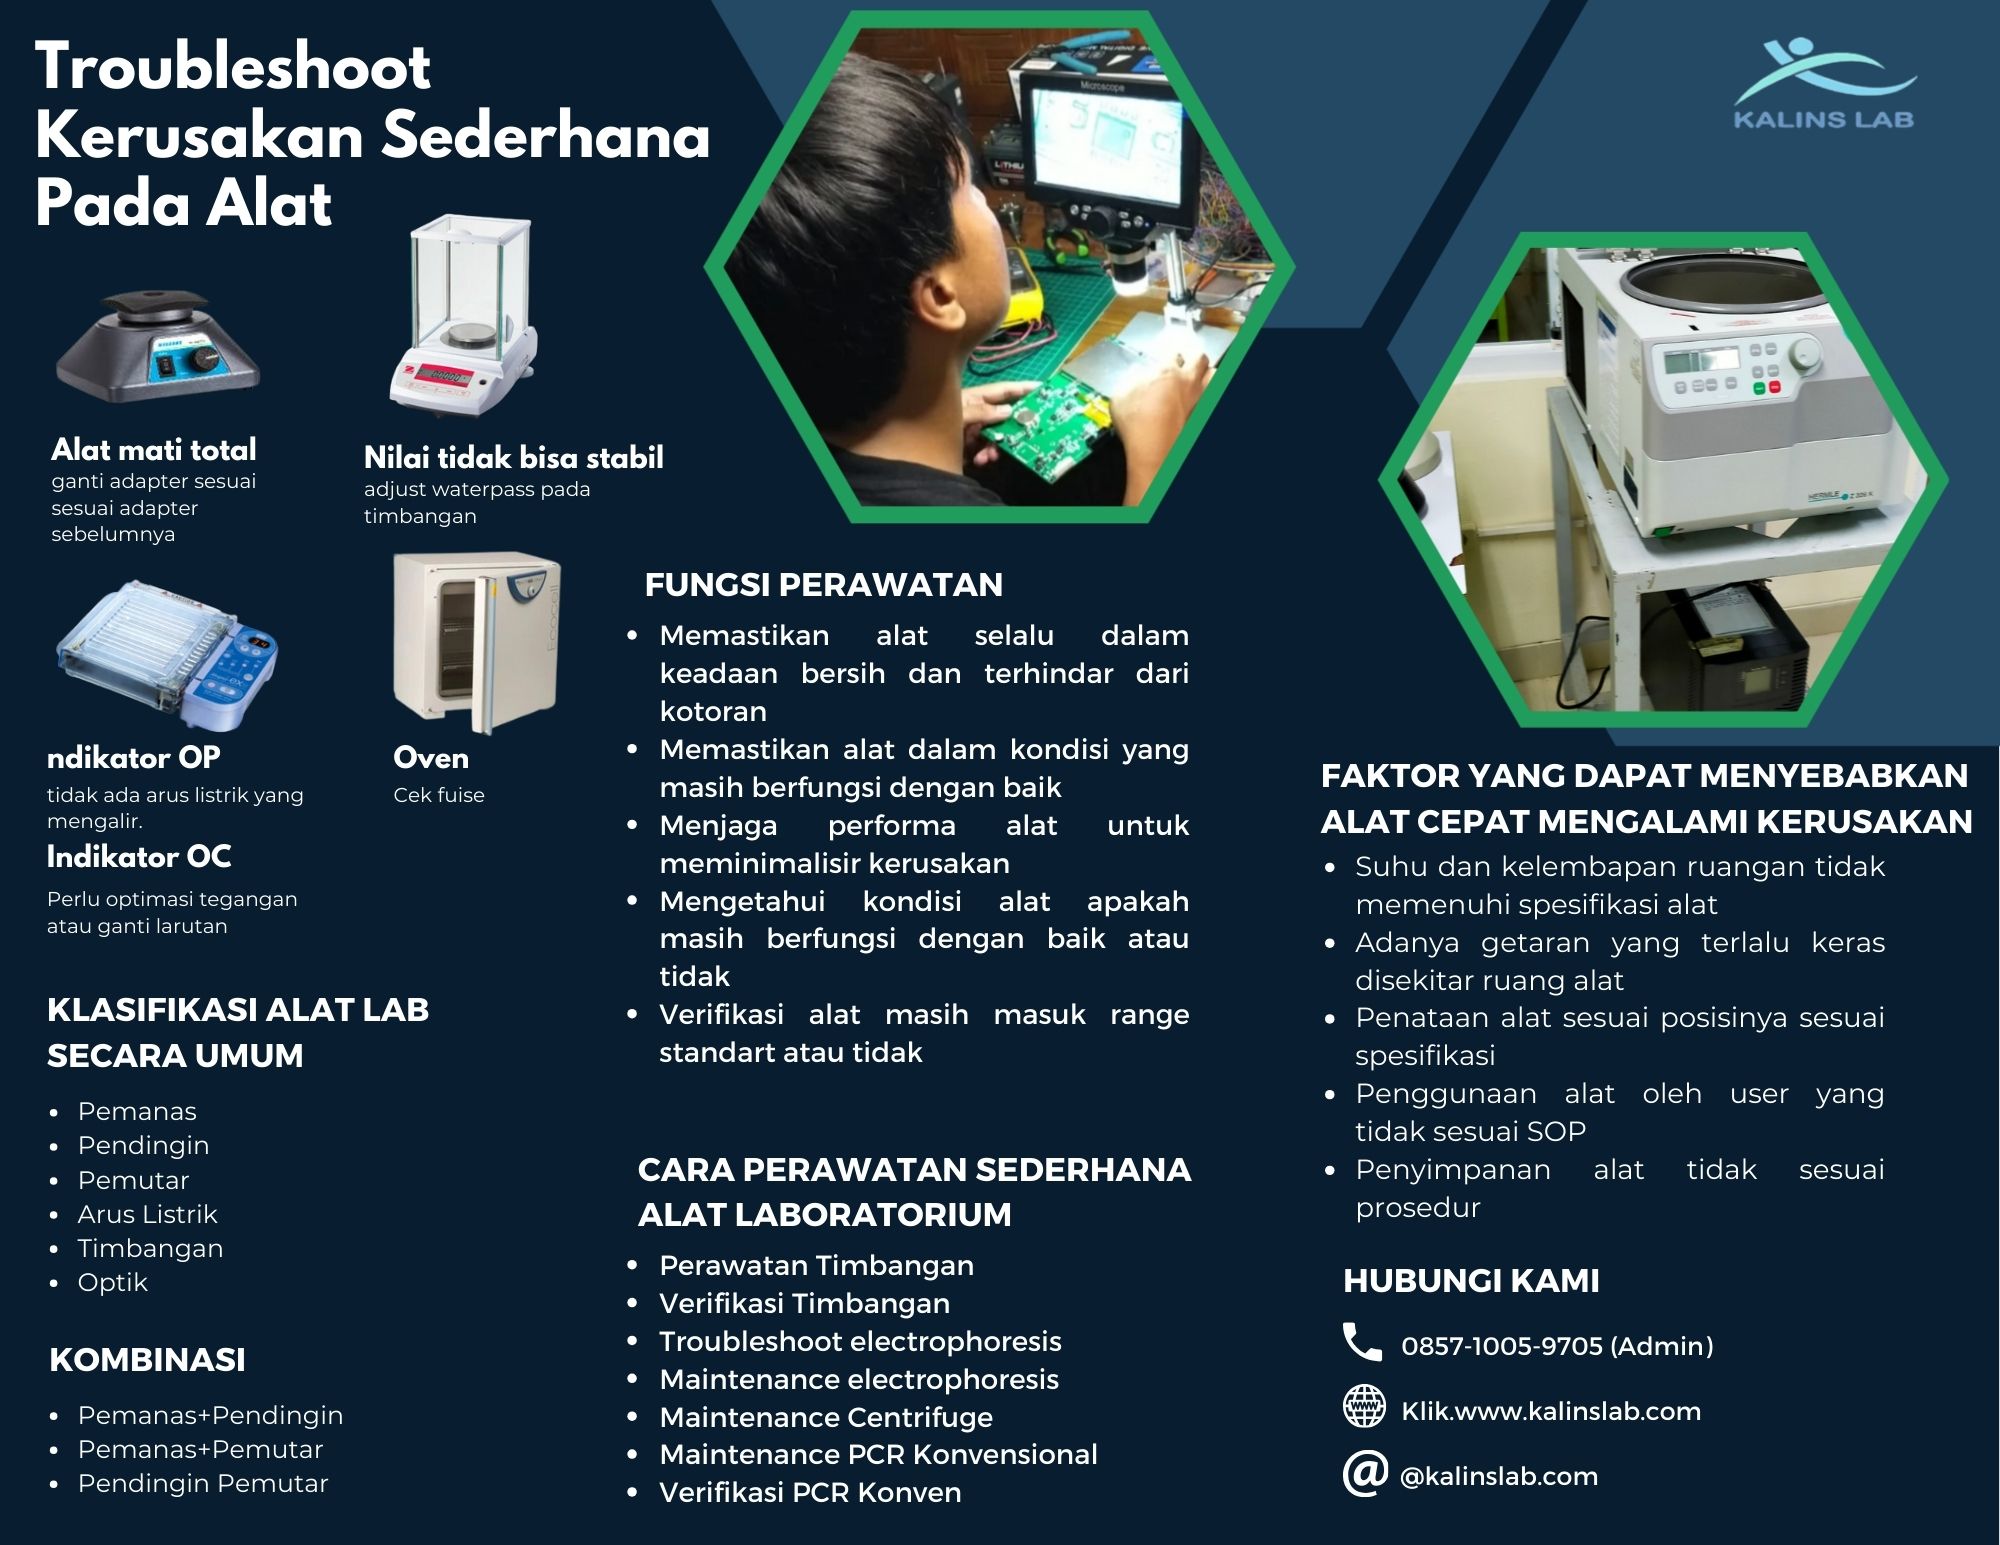 Troubleshoot
Kerusakan Sederhana
Pada Alat
KALINS LAB
Microscope
LITHIU
Alat mati total
ganti adapter sesuai
sesuai adapter
sebelumnya
Nilai tidak bisa stabil
adjust waterpass pada
timbangan
Ecocell
ndikator OP
tidak ada arus listrik yang
mengalir.
Indikator OC
Perlu optimasi tegangan
atau ganti larutan
Oven
Cek fuise
KLASIFIKASI ALAT LAB
SECARA UMUM
• Pemanas
• Pendingin
• Pemutar
• Arus Listrik
• Timbangan
• Optik
KOMBINASI
• Pemanas+Pendingin
• Pemanas+Pemutar
• Pendingin Pemutar
FUNGSI PERAWATAN
• Memastikan alat selalu dalam
keadaan bersih dan terhindar dari
kotoran
• Memastikan alat dalam kondisi yang
masih berfungsi dengan baik
• Menjaga performa alat untuk
meminimalisir kerusakan
• Mengetahui kondisi alat apakah
masih berfungsi dengan baik atau
tidak
• Verifikasi alat masih masuk range
standart atau tidak
CARA PERAWATAN SEDERHANA
ALAT LABORATORIUM
• Perawatan Timbangan
• Verifikasi Timbangan
• Troubleshoot electrophoresis
• Maintenance electrophoresis
• Maintenance Centrifuge
• Maintenance PCR Konvensional
• Verifikasi PCR Konven
HERMLE
FAKTOR YANG DAPAT MENYEBABKAN
ALAT CEPAT MENGALAMI KERUSAKAN
• Suhu dan kelembapan ruangan tidak
memenuhi spesifikasi alat
• Adanya getaran yang terlalu keras
disekitar ruang alat
• Penataan alat sesuai posisinya sesuai
spesifikasi
• Penggunaan alat oleh user yang
tidak sesuai SOP
• Penyimpanan alat tidak sesuai
prosedur
HUBUNGI KAMI
0857-1005-9705 (Admin)
www
Klik.www.kalinslab.com
@ @kalinslab.com